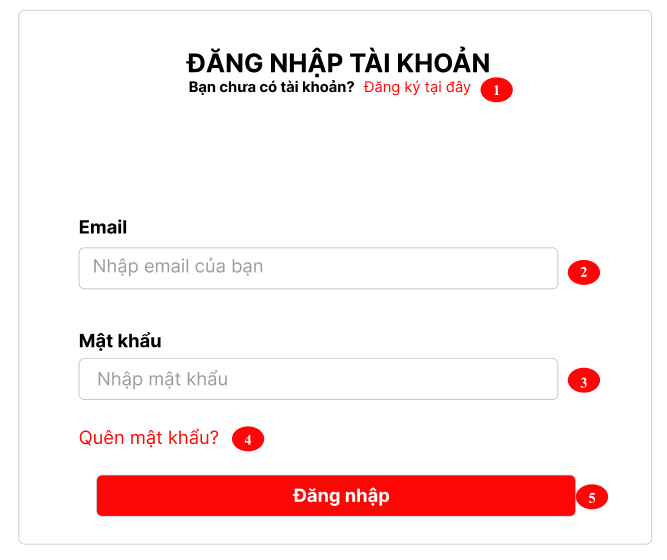 ĐĂNG NHẬP TÀI KHOẢN
Bạn chưa có tài khoản? Đăng ký tại đây 1
Email
Nhập email của bạn 2
Mật khẩu
Nhập mật khẩu 3
Quên mật khẩu? 4
Đăng nhập 5